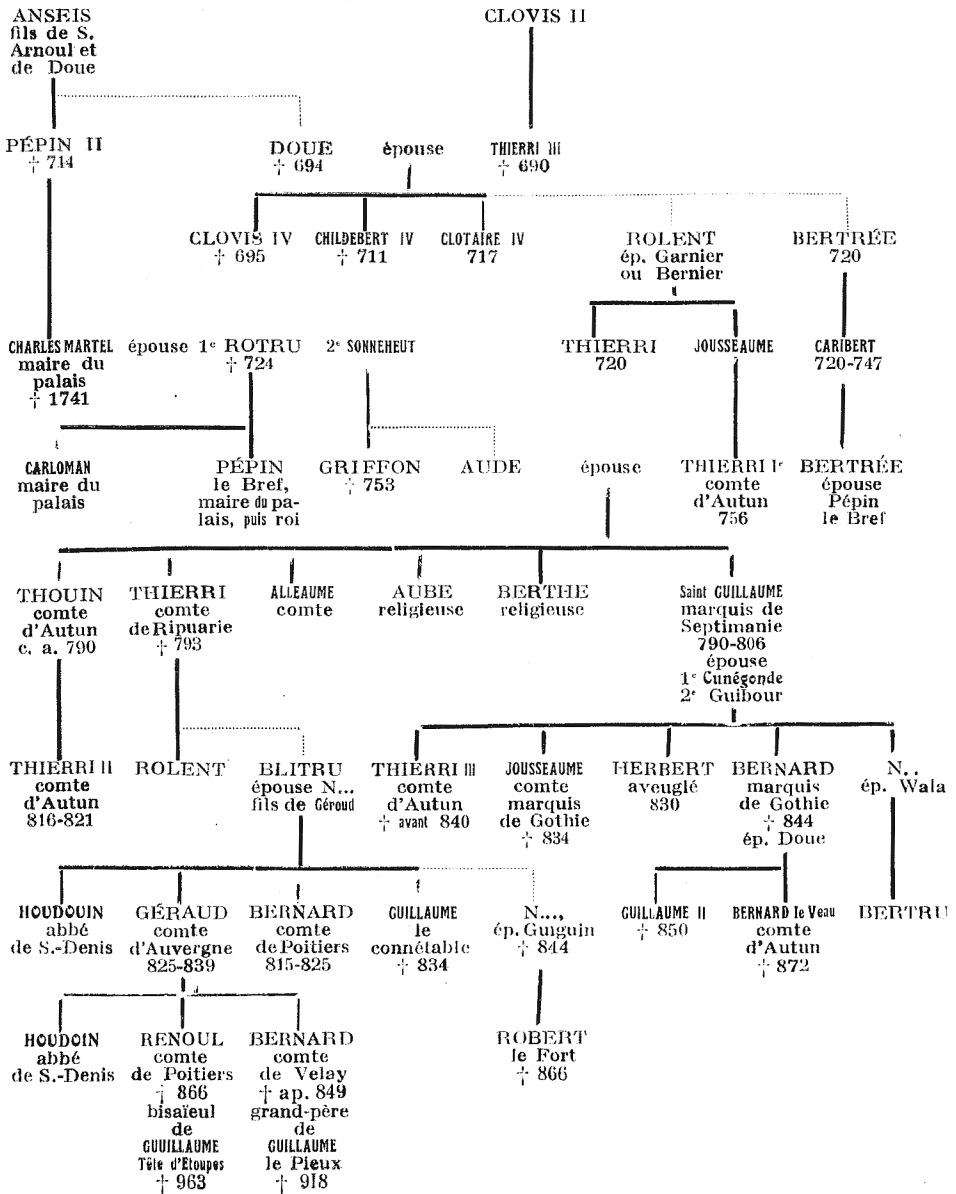 ANSEIS
fils de S.
Arnoul et
de Doue
CLOVIS II
PÉPIN II
† 714
DOUE
† 694
épouse
THIERRI III
† 690
CLOVIS IV
† 695
CHILDEBERT IV
† 711
CLOTAIRE IV
717
ROLENT
ép. Garnier
ou Bernier
BERTRÉE
720
CHARLES MARTEL
maire du
palais
† 1741
épouse 1e ROTRU
† 724
2e SONNEHEUT
THIERRI
720
JOUSSEAUME
CARIBERT
720-747
CARLOMAN
maire du
palais
PÉPIN
le Bref,
maire du pa-
lais, puis roi
GRIFFON
† 753
AUDE
épouse
THIERRI Ie
comte
d'Autun
756
BERTRÉE
épouse
Pépin
le Bref
THOUIN
comte
d'Autun
c. a. 790
THIERRI
comte
de Ripuarie
† 793
ALLEAUME
comte
AUBE
religieuse
BERTHE
religieuse
Saint GUILLAUME
marquis de
Septimanie
790-806
épouse
1e Cunégonde
2e Guibour
THIERRI II
comte
d'Autun
816-821
ROLENT
BLITRU
épouse N...
fils de Géroud
THIERRI III
comte
d'Autun
† avant 840
JOUSSEAUME
comte
marquis
de Gothie
† 834
HERBERT
aveuglé
830
BERNARD
marquis
de Gothie
† 844
ép. Doue
N..
ép. Wala
HOUDOUIN
abbé
de S.-Denis
GÉRAUD
comte
d'Auvergne
825-839
BERNARD
comte
de Poitiers
815-825
GUILLAUME
le
connétable
† 834
N...,
ép. Guiguin
† 844
GUILLAUME II
† 850
BERNARD le Veau
comte
d'Autun
† 872
BERTRU
HOUDOIN
abbé
de S.-Denis
RENOUL
comte
de Poitiers
† 866
bisaïeul
de
GUUILLAUME
Tête d'Etoupes
† 963
BERNARD
comte
de Velay
† ap. 849
grand-père
de
GUILLAUME
le Pieux
† 918
ROBERT
le Fort
† 866